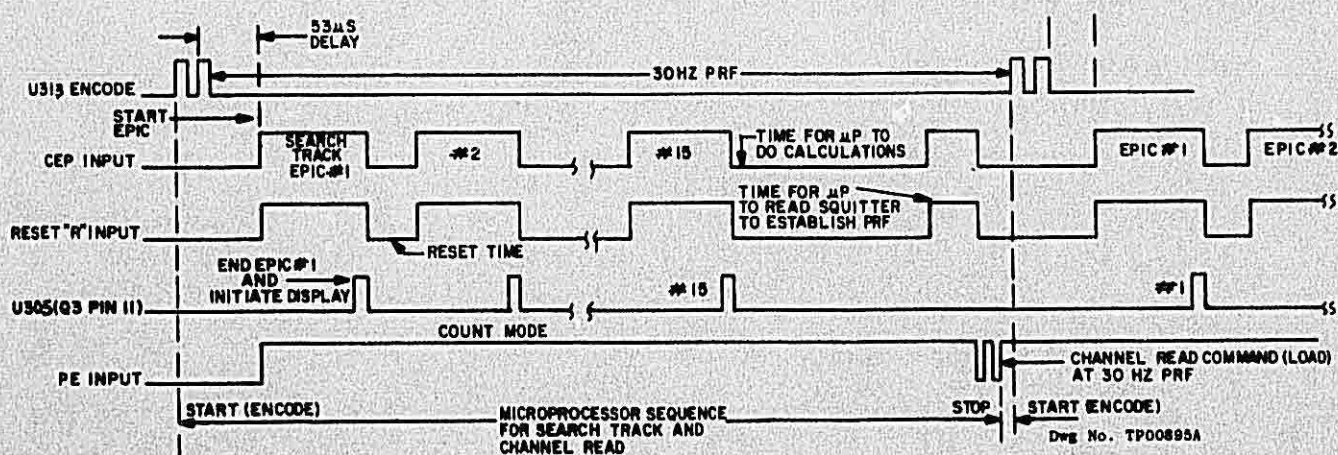 53µS
DELAY
30HZ PRF
U313 ENCODE
START
EPIC
SEARCH
TRACK
EPIC#1
#2
#15
TIME FOR µP TO
DO CALCULATIONS
EPIC#1
EPIC#2
CEP INPUT
TIME FOR µP
TO READ SQUITTER
TO ESTABLISH PRF
RESET "R" INPUT
RESET TIME
END EPIC#1
AND
INITIATE DISPLAY
#15
#1
U305(Q3 PIN 11)
COUNT MODE
PE INPUT
CHANNEL READ COMMAND (LOAD)
AT 30 HZ PRF
START (ENCODE)
MICROPROCESSOR SEQUENCE
FOR SEARCH TRACK AND
CHANNEL READ
STOP
START (ENCODE)
Dwg No. TP00895A